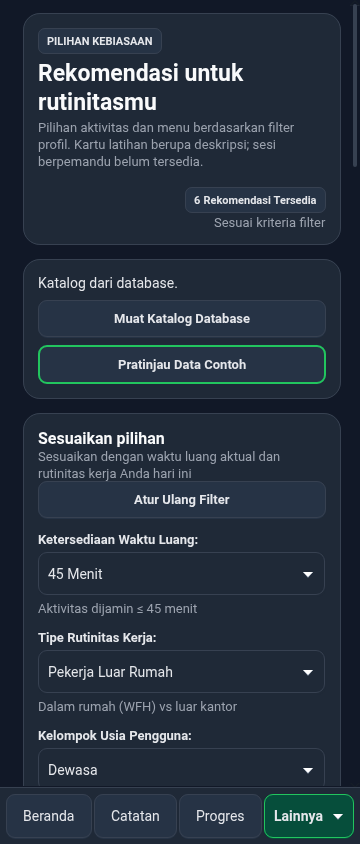 PILIHAN KEBIASAAN
Rekomendasi untuk
rutinitasmu
Pilihan aktivitas dan menu berdasarkan filter
profil. Kartu latihan berupa deskripsi; sesi
berpemandu belum tersedia.
6 Rekomendasi Tersedia
Sesuai kriteria filter
Katalog dari database.
Muat Katalog Database
Pratinjau Data Contoh
Sesuaikan pilihan
Sesuaikan dengan waktu luang aktual dan
rutinitas kerja Anda hari ini
Atur Ulang Filter
Ketersediaan Waktu Luang:
45 Menit
Aktivitas dijamin ≤ 45 menit
Tipe Rutinitas Kerja:
Pekerja Luar Rumah
Dalam rumah (WFH) vs luar kantor
Kelompok Usia Pengguna:
Dewasa
Beranda
Catatan
Progres
Lainnya